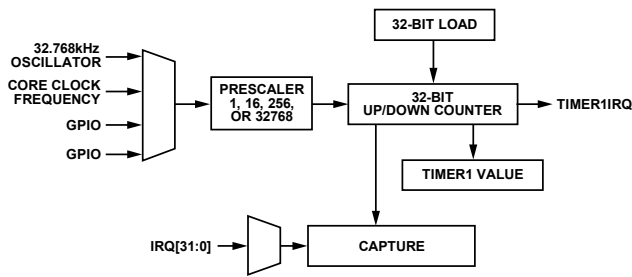 32-BIT LOAD
32.768kHz
OSCILLATOR
CORE CLOCK
FREQUENCY
GPIO
GPIO
PRESCALER
1, 16, 256,
OR 32768
32-BIT
UP/DOWN COUNTER
TIMER1IRQ
TIMER1 VALUE
IRQ[31:0]
CAPTURE